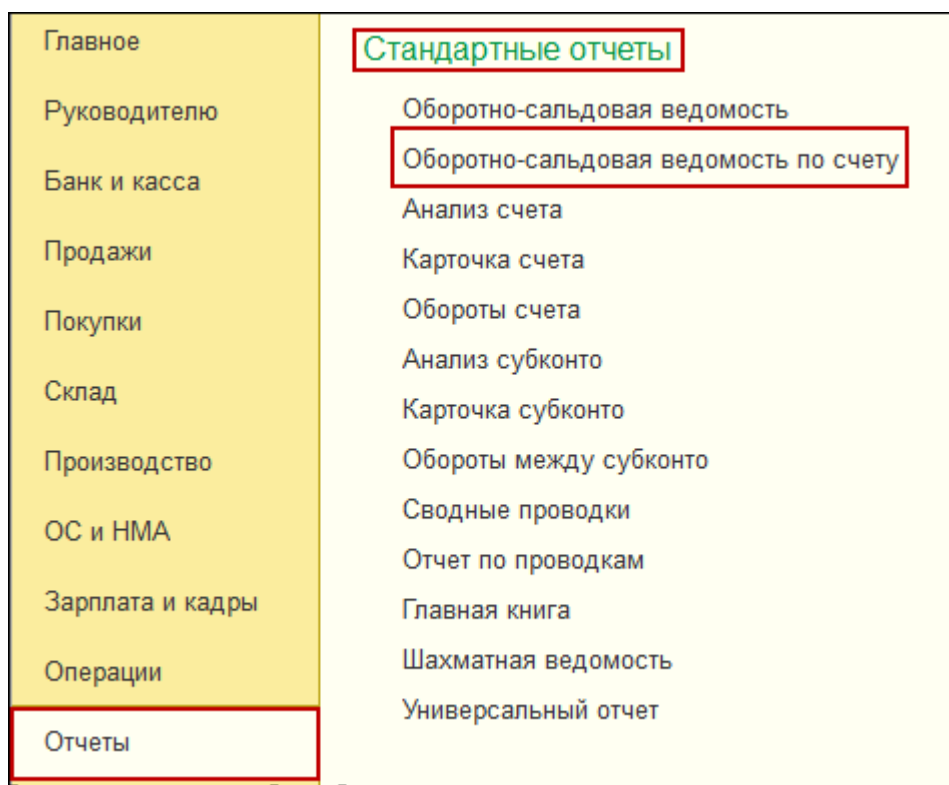 Главное
Руководителю
Банк и касса
Продажи
Покупки
Склад
Производство
ОС и НМА
Зарплата и кадры
Операции
Отчеты
Стандартные отчеты
Оборотно-сальдовая ведомость
Оборотно-сальдовая ведомость по счету
Анализ счета
Карточка счета
Обороты счета
Анализ субконто
Карточка субконто
Обороты между субконто
Сводные проводки
Отчет по проводкам
Главная книга
Шахматная ведомость
Универсальный отчет